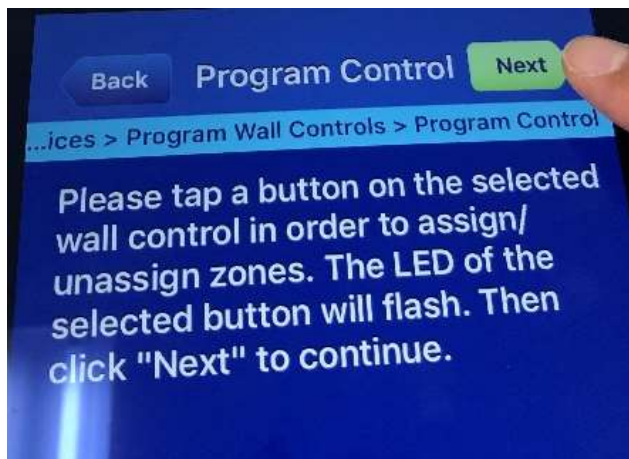 Back Program Control Next
...ices > Program Wall Controls > Program Control
Please tap a button on the selected
wall control in order to assign/
unassign zones. The LED of the
selected button will flash. Then
click "Next" to continue.